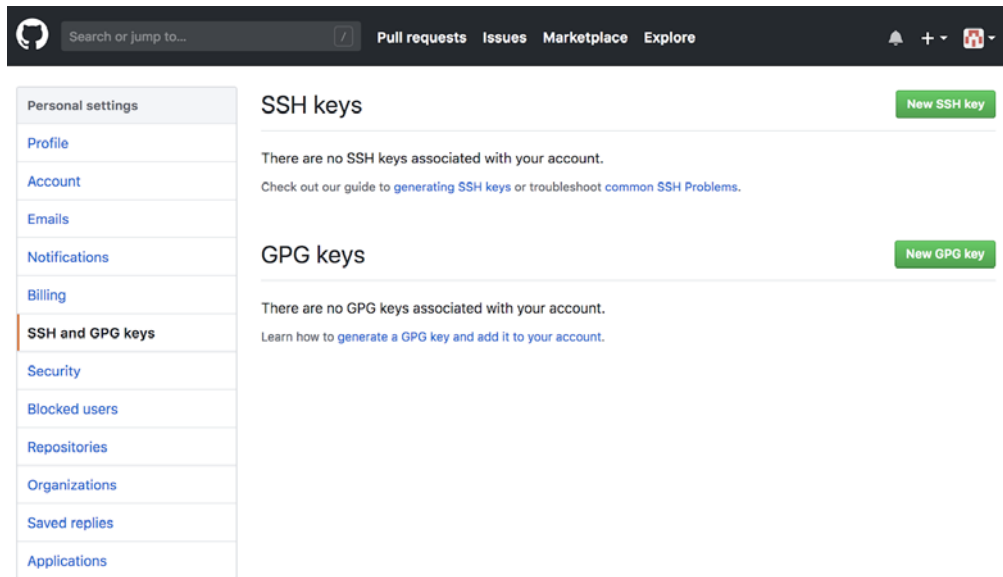 Search or jump to... /
Pull requests Issues Marketplace Explore
Personal settings
Profile
Account
Emails
Notifications
Billing
SSH and GPG keys
Security
Blocked users
Repositories
Organizations
Saved replies
Applications
SSH keys
New SSH key
There are no SSH keys associated with your account.
Check out our guide to generating SSH keys or troubleshoot common SSH Problems.
GPG keys
New GPG key
There are no GPG keys associated with your account.
Learn how to generate a GPG key and add it to your account.